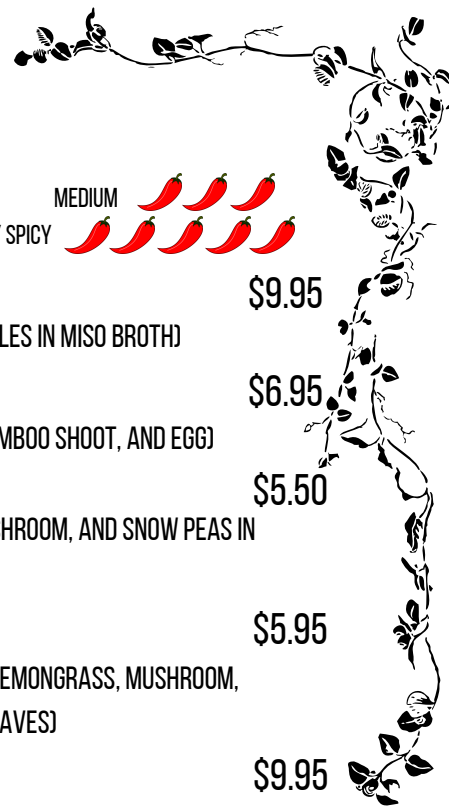 MEDIUM
SPICY
$9.95
LES IN MISO BROTH)
$6.95
MBOO SHOOT, AND EGG)
$5.50
HROOM, AND SNOW PEAS IN
$5.95
EMONGRASS, MUSHROOM,
AVES)
$9.95